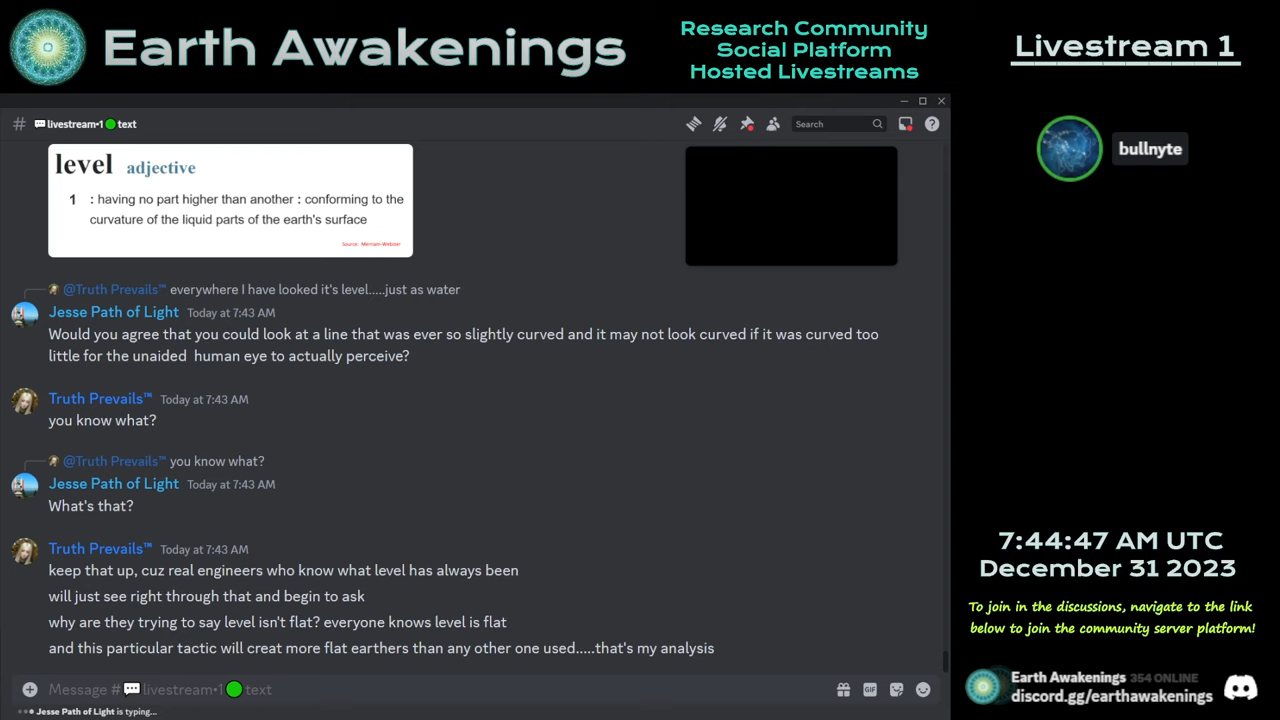 Earth Awakenings
Research Community
Social Platform
Hosted Livestreams
Livestream 1
# livestream•1 text
Search
bullnyte
level adjective
1 : having no part higher than another : conforming to the
curvature of the liquid parts of the earth's surface
Source: Merriam-Webster
@Truth Prevails™ everywhere I have looked it's level.....just as water
Jesse Path of Light Today at 7:43 AM
Would you agree that you could look at a line that was ever so slightly curved and it may not look curved if it was curved too
little for the unaided human eye to actually perceive?
Truth Prevails™ Today at 7:43 AM
you know what?
@Truth Prevails™ you know what?
Jesse Path of Light Today at 7:43 AM
What's that?
Truth Prevails™ Today at 7:43 AM
keep that up, cuz real engineers who know what level has always been
will just see right through that and begin to ask
why are they trying to say level isn't flat? everyone knows level is flat
and this particular tactic will creat more flat earthers than any other one used.....that's my analysis
Message # livestream•1 text
GIF
Jesse Path of Light is typing...
7:44:47 AM UTC
December 31 2023
To join in the discussions, navigate to the link
below to join the community server platform!
Earth Awakenings 354 ONLINE
discord.gg/earthawakenings